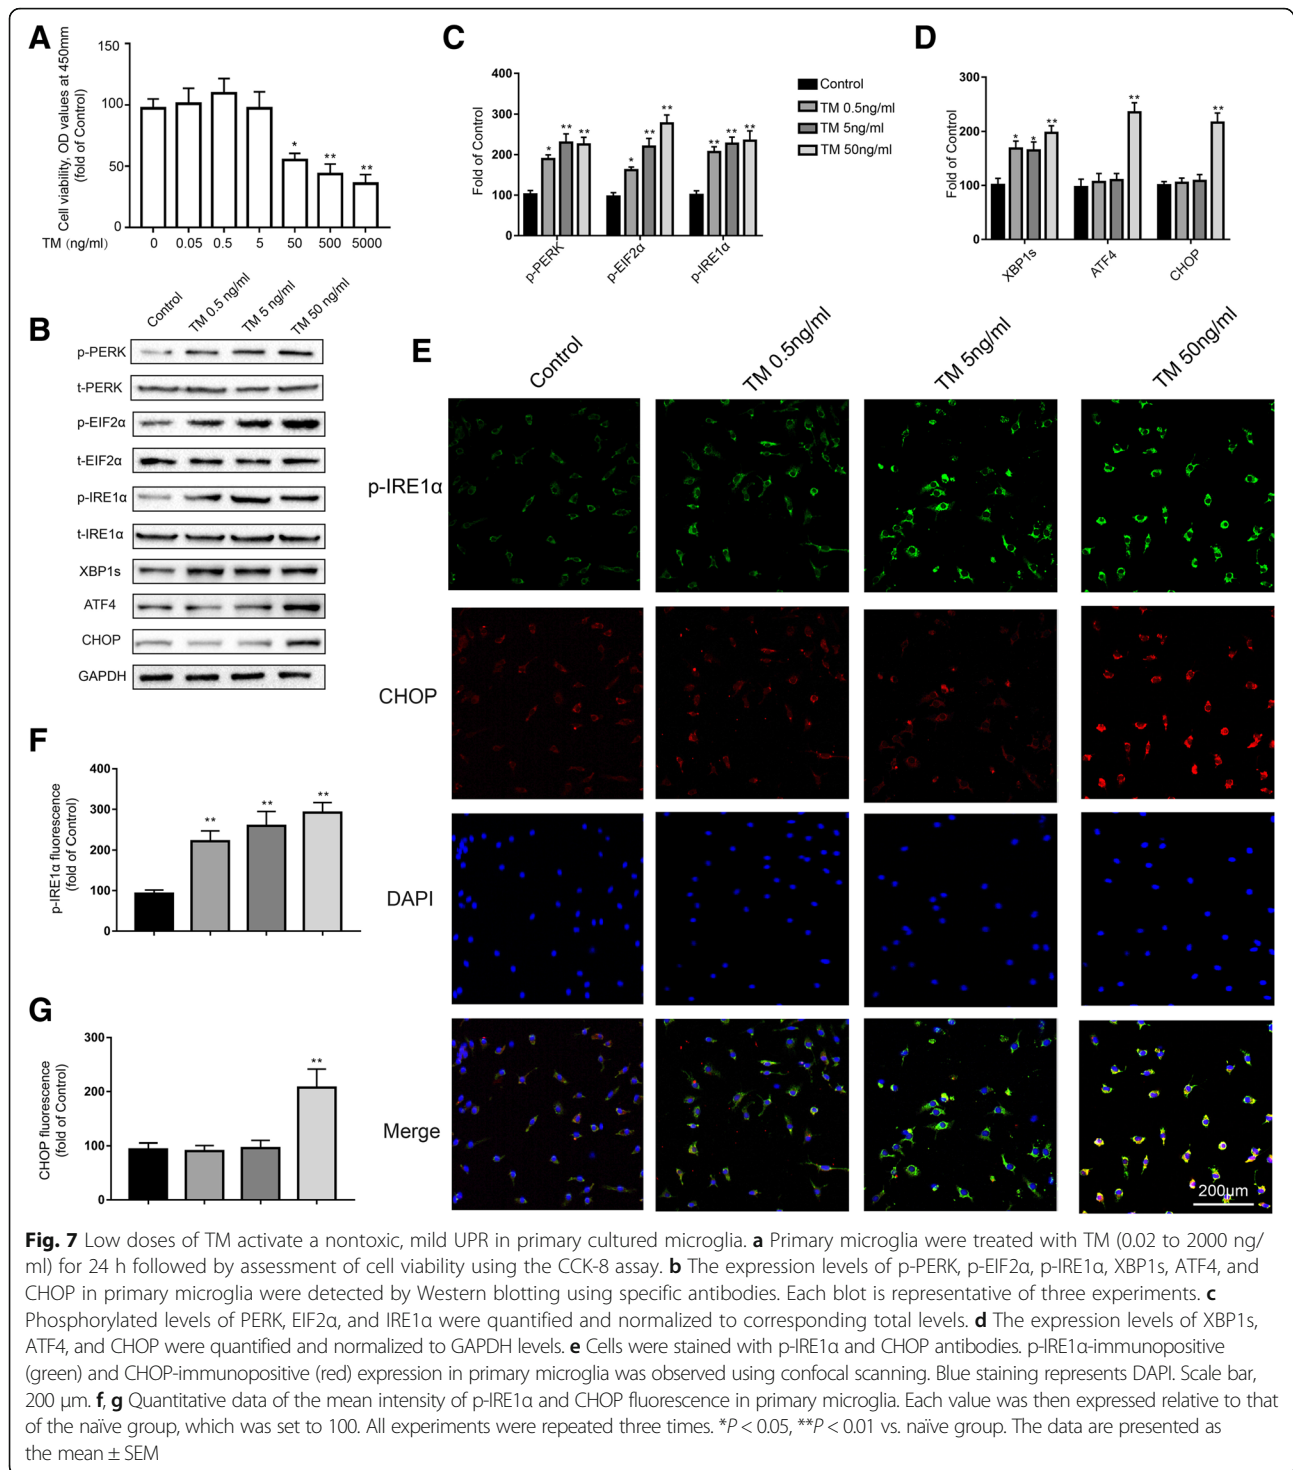 A
Cell viability, OD values at 450mm
(fold of Control)
150
100
50
0
TM (ng/ml)
0 0.05 0.5 5 50 500 5000
*
**
**
C
Fold of Control
400
300
200
100
0
* ** **
* ** **
** ** **
p-PERK
p-EIF2α
p-IRE1α
Control
TM 0.5ng/ml
TM 5ng/ml
TM 50ng/ml
D
Fold of Control
300
200
100
0
* * **
**
**
XBP1s
ATF4
CHOP
B
Control
TM 0.5 ng/ml
TM 5 ng/ml
TM 50 ng/ml
p-PERK
t-PERK
p-EIF2α
t-EIF2α
p-IRE1α
t-IRE1α
XBP1s
ATF4
CHOP
GAPDH
E
Control
TM 0.5ng/ml
TM 5ng/ml
TM 50ng/ml
p-IRE1α
CHOP
DAPI
Merge
200μm
F
p-IRE1α fluorescence
(fold of Control)
400
300
200
100
0
** ** **
G
CHOP fluorescence
(fold of Control)
300
200
100
0
**
Fig. 7 Low doses of TM activate a nontoxic, mild UPR in primary cultured microglia. a Primary microglia were treated with TM (0.02 to 2000 ng/
ml) for 24 h followed by assessment of cell viability using the CCK-8 assay. b The expression levels of p-PERK, p-EIF2α, p-IRE1α, XBP1s, ATF4, and
CHOP in primary microglia were detected by Western blotting using specific antibodies. Each blot is representative of three experiments. c
Phosphorylated levels of PERK, EIF2α, and IRE1α were quantified and normalized to corresponding total levels. d The expression levels of XBP1s,
ATF4, and CHOP were quantified and normalized to GAPDH levels. e Cells were stained with p-IRE1α and CHOP antibodies. p-IRE1α-immunopositive
(green) and CHOP-immunopositive (red) expression in primary microglia was observed using confocal scanning. Blue staining represents DAPI. Scale bar,
200 μm. f, g Quantitative data of the mean intensity of p-IRE1α and CHOP fluorescence in primary microglia. Each value was then expressed relative to that
of the naïve group, which was set to 100. All experiments were repeated three times. *P < 0.05, **P < 0.01 vs. naïve group. The data are presented as
the mean ± SEM